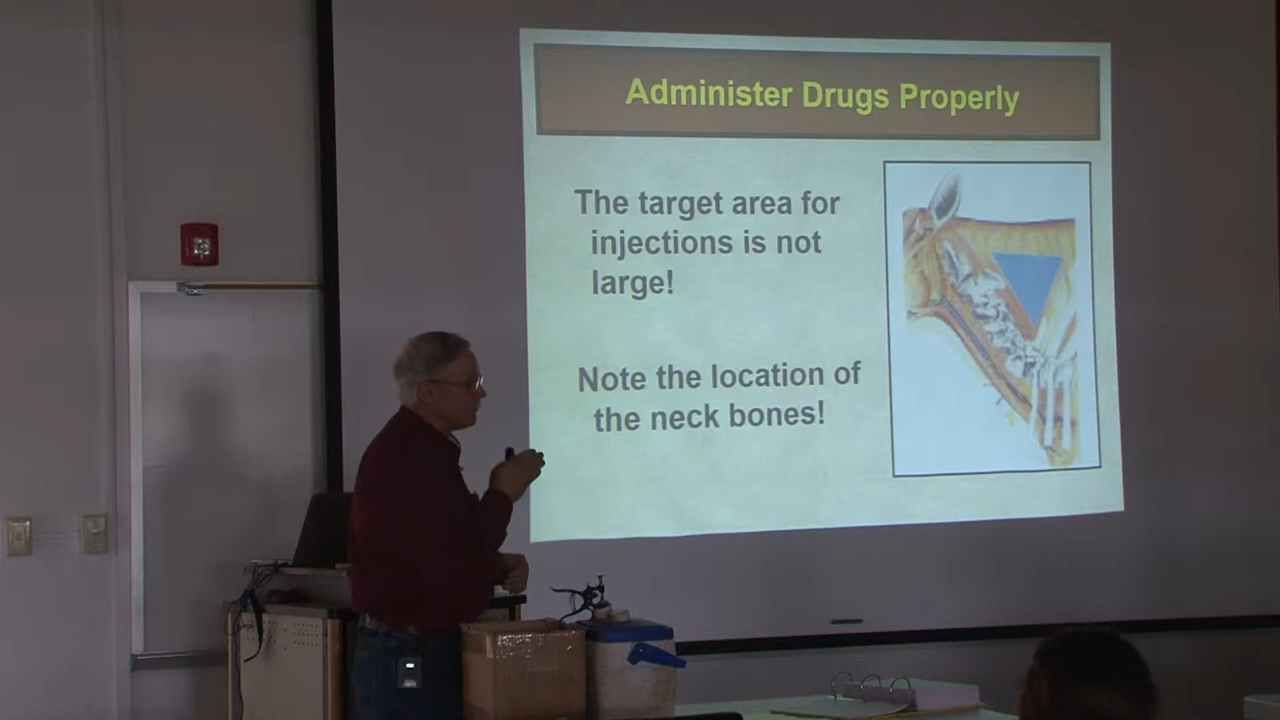 Administer Drugs Properly
The target area for
injections is not
large!
Note the location of
the neck bones!